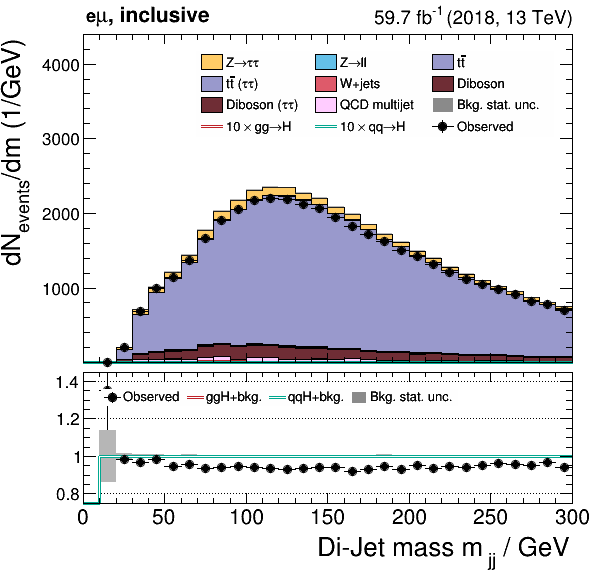 eμ, inclusive 59.7 fb⁻¹ (2018, 13 TeV)
dN_events/dm (1/GeV)
4000
3000
2000
1000
Z→ττ Z→ll tt̄
tt̄ (ττ) W+jets Diboson
Diboson (ττ) QCD multijet Bkg. stat. unc.
10 × gg→H 10 × qq→H Observed
1.4
1.2
1
0.8
Observed ggH+bkg. qqH+bkg. Bkg. stat. unc.
0 50 100 150 200 250 300
Di-Jet mass m_jj / GeV